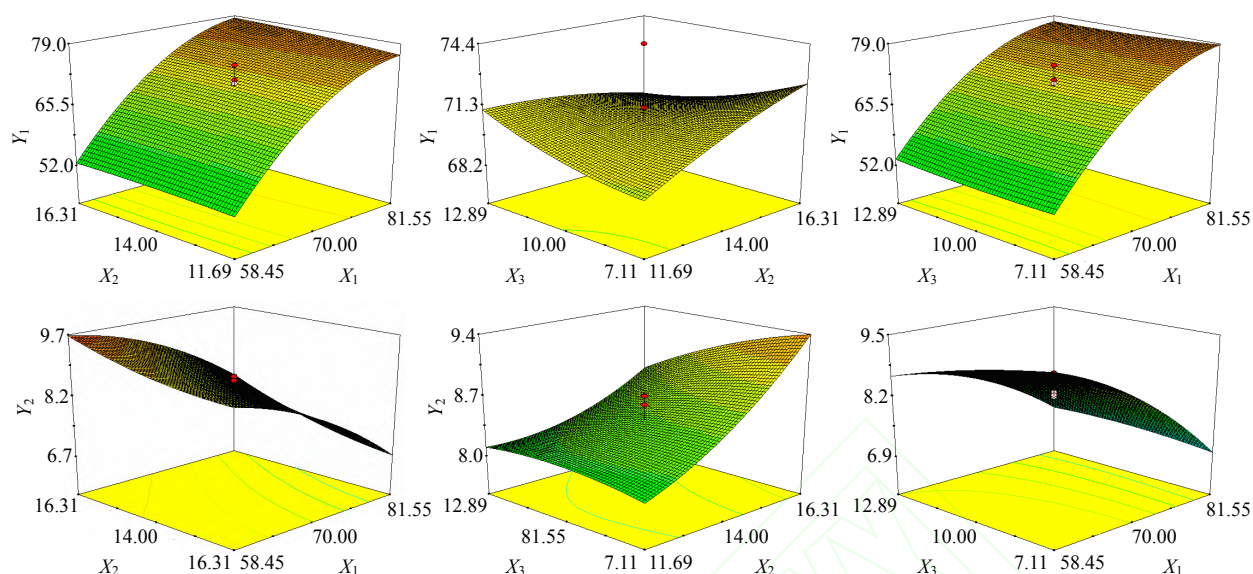 79.0 74.4 79.0
65.5 71.3 65.5
Y1 Y1 Y1
52.0 68.2 52.0
16.31 81.55 12.89 16.31 12.89 81.55
14.00 70.00 10.00 14.00 10.00 70.00
11.69 58.45 7.11 11.69 7.11 58.45
X2 X1 X3 X2 X3 X1
9.7 9.4 9.5
8.2 8.7 8.2
Y2 Y2 Y2
6.7 8.0 6.9
16.31 81.55 12.89 16.31 12.89 81.55
14.00 70.00 81.55 14.00 10.00 70.00
16.31 58.45 7.11 11.69 7.11 58.45
X2 X1 X3 X2 X3 X1